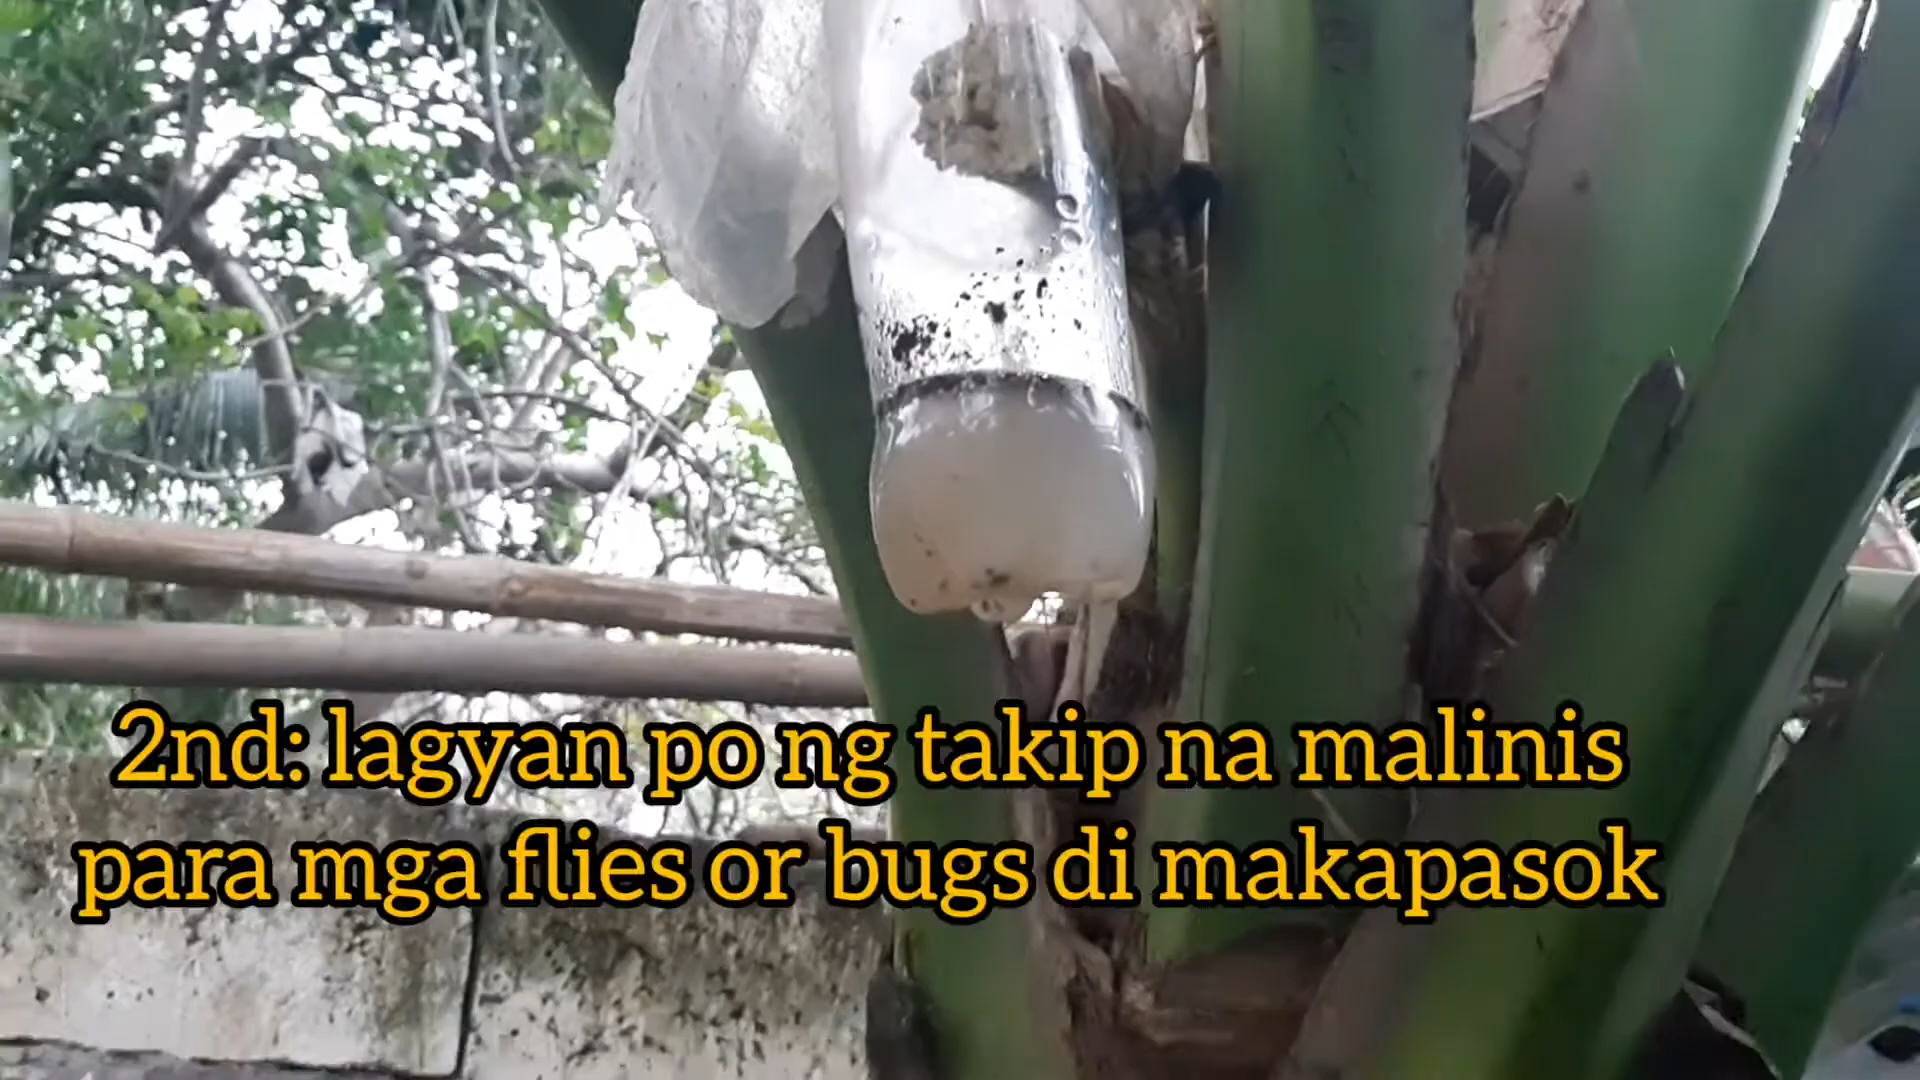 2nd: lagyan po ng takip na malinis
para mga flies or bugs di makapasok